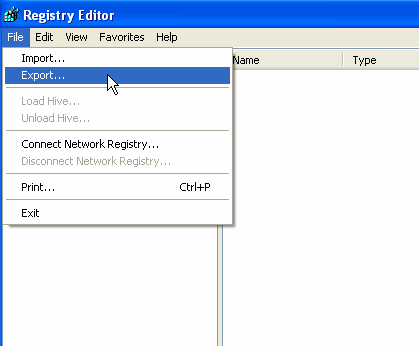 Registry Editor
File Edit View Favorites Help
Name Type
Import...
Export...
Load Hive...
Unload Hive...
Connect Network Registry...
Disconnect Network Registry...
Print... Ctrl+P
Exit